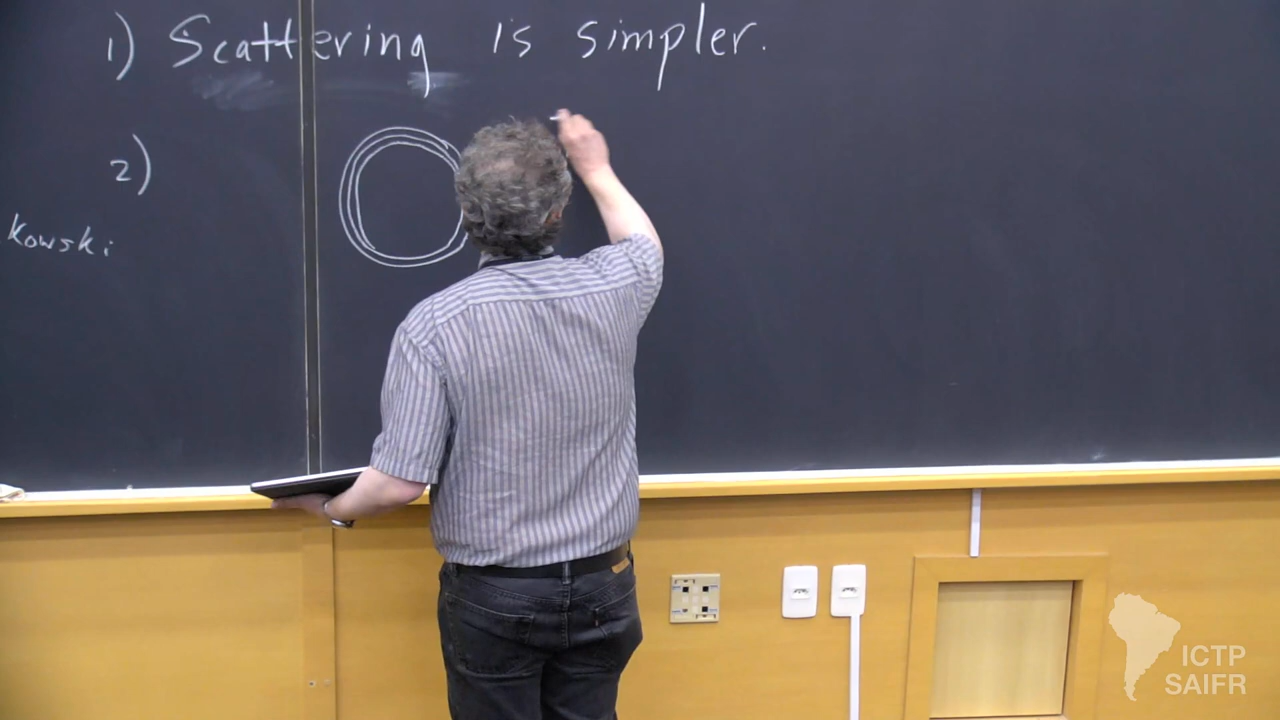 1) Scattering is simpler.
2)
kowski
ICTP
SAIFR